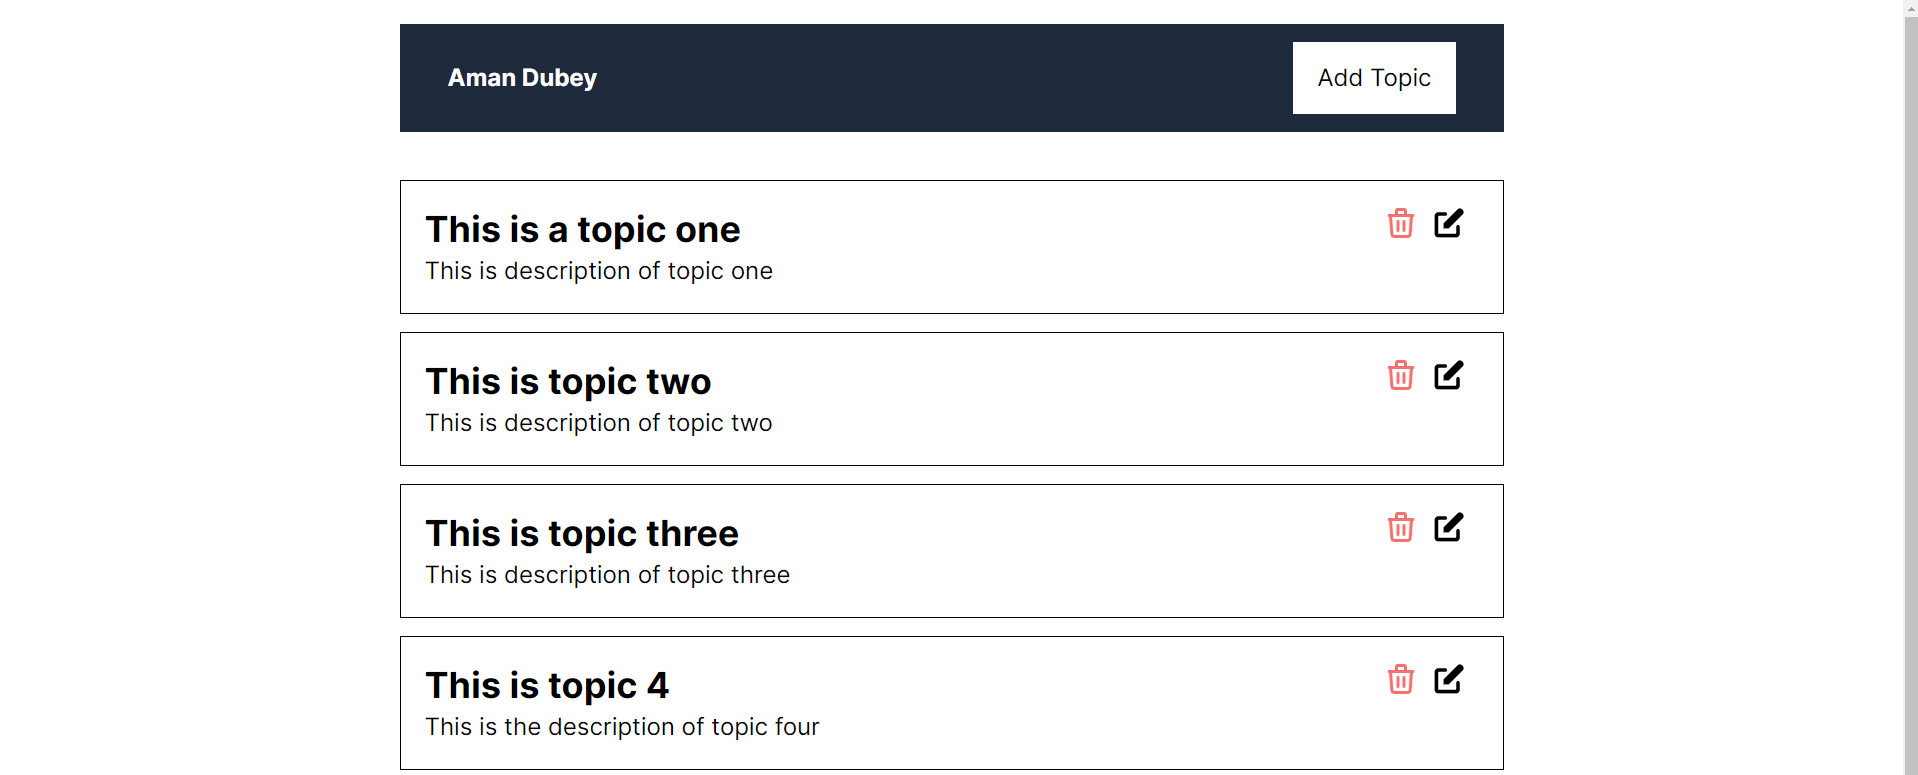 Aman Dubey
Add Topic
This is a topic one
This is description of topic one
This is topic two
This is description of topic two
This is topic three
This is description of topic three
This is topic 4
This is the description of topic four